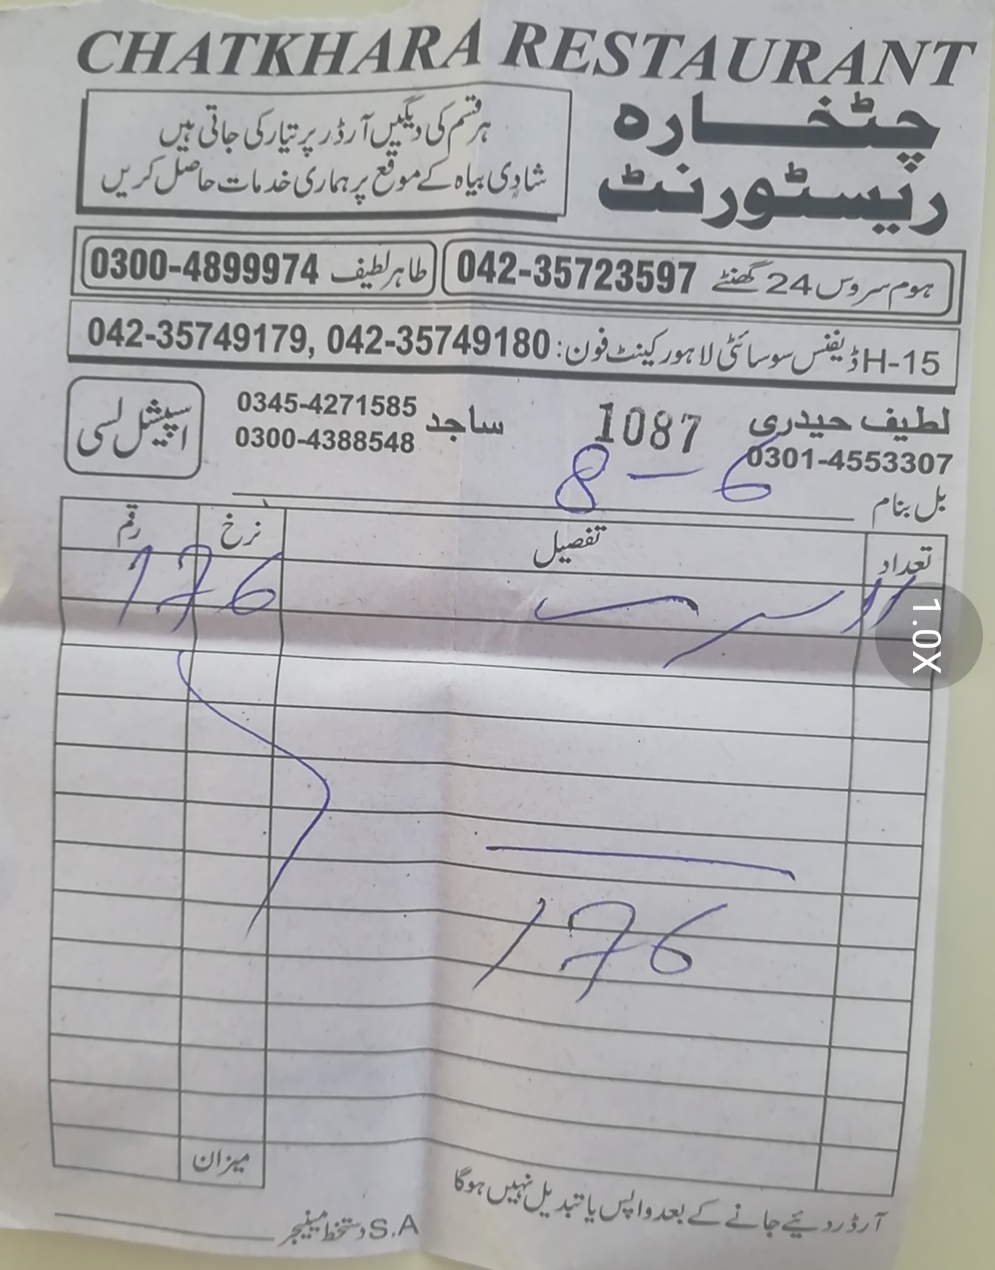 CHATKHARA RESTAURANT
چٹخارہ
ریسٹورنٹ
ہر قسم کی دیگیں آرڈر پر تیار کی جاتی ہیں
شادی بیاہ کے موقع پر ہماری خدمات حاصل کریں
ہوم سروس 24 گھنٹے 042-35723597
طاہر لطیف 0300-4899974
H-15 ڈیفنس سوسائٹی لاہور کینٹ فون: 042-35749179, 042-35749180
لطیف حیدری
0301-4553307
1087
ساجد
0345-4271585
0300-4388548
اسپیشل لسی
8-6
بل بنام
تعداد تفصیل نرخ رقم
176
176
میزان
آرڈر دیئے جانے کے بعد واپس یا تبدیل نہیں ہوگا
S.A دستخط مینیجر
1.0X